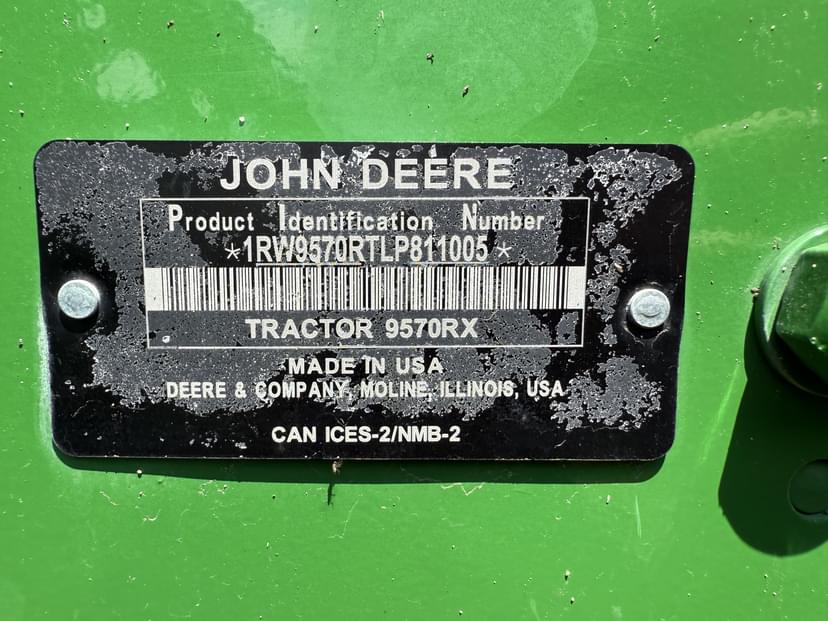 JOHN DEERE
Product Identification Number
*1RW9570RTLP811005*
TRACTOR 9570RX
MADE IN USA
DEERE & COMPANY, MOLINE, ILLINOIS, USA
CAN ICES-2/NMB-2